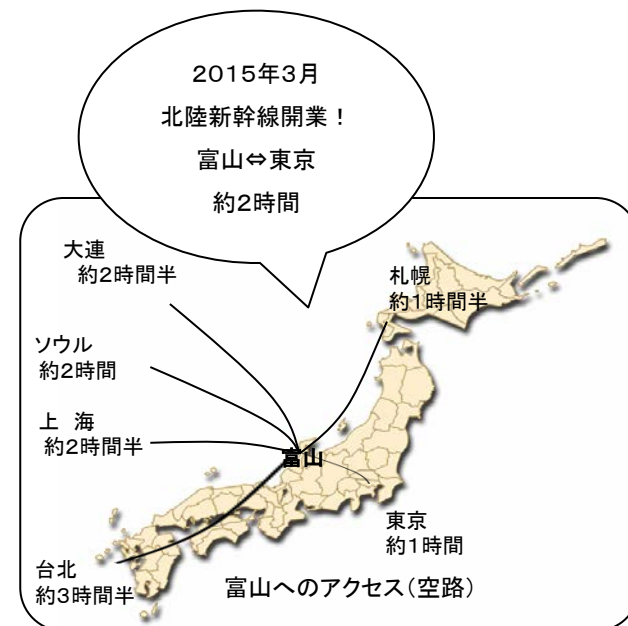 2015年3月
北陸新幹線開業！
富山⇔東京
約2時間
大連
約2時間半
札幌
約1時間半
ソウル
約2時間
上 海
約2時間半
富山
東京
約1時間
台北
約3時間半
富山へのアクセス(空路)